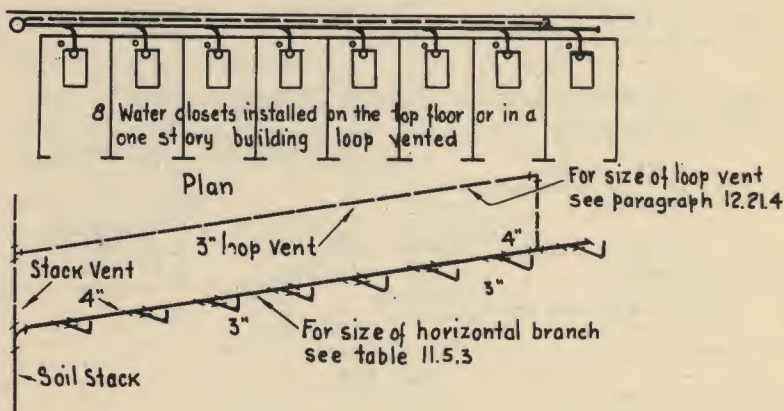 8 Water closets installed on the top floor or in a
one story building loop vented
Plan
For size of loop vent
see paragraph 12.21.4
3" loop vent
4"
Stack Vent
4"
3"
3"
For size of horizontal branch
see table 11.5.3
Soil Stack